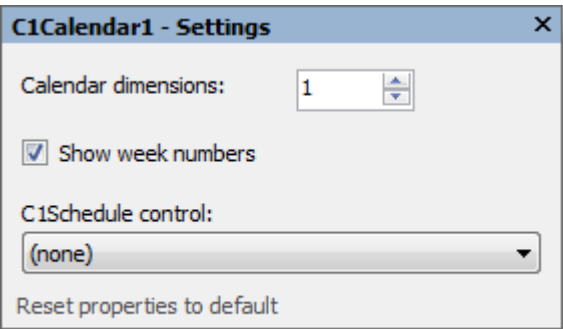 C1Calendar1 - Settings
Calendar dimensions: 1
Show week numbers
C1Schedule control:
(none)
Reset properties to default